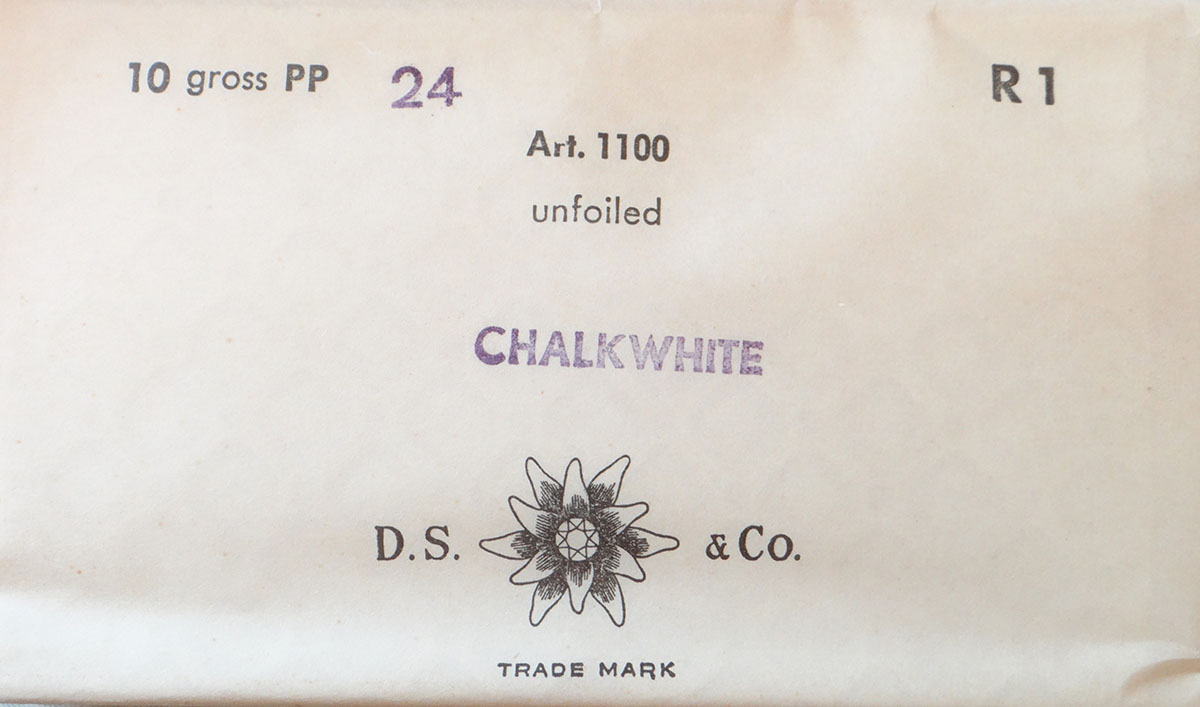 10 gross PP 24 R 1
Art. 1100
unfoiled
CHALKWHITE
D.S. & Co.
TRADE MARK